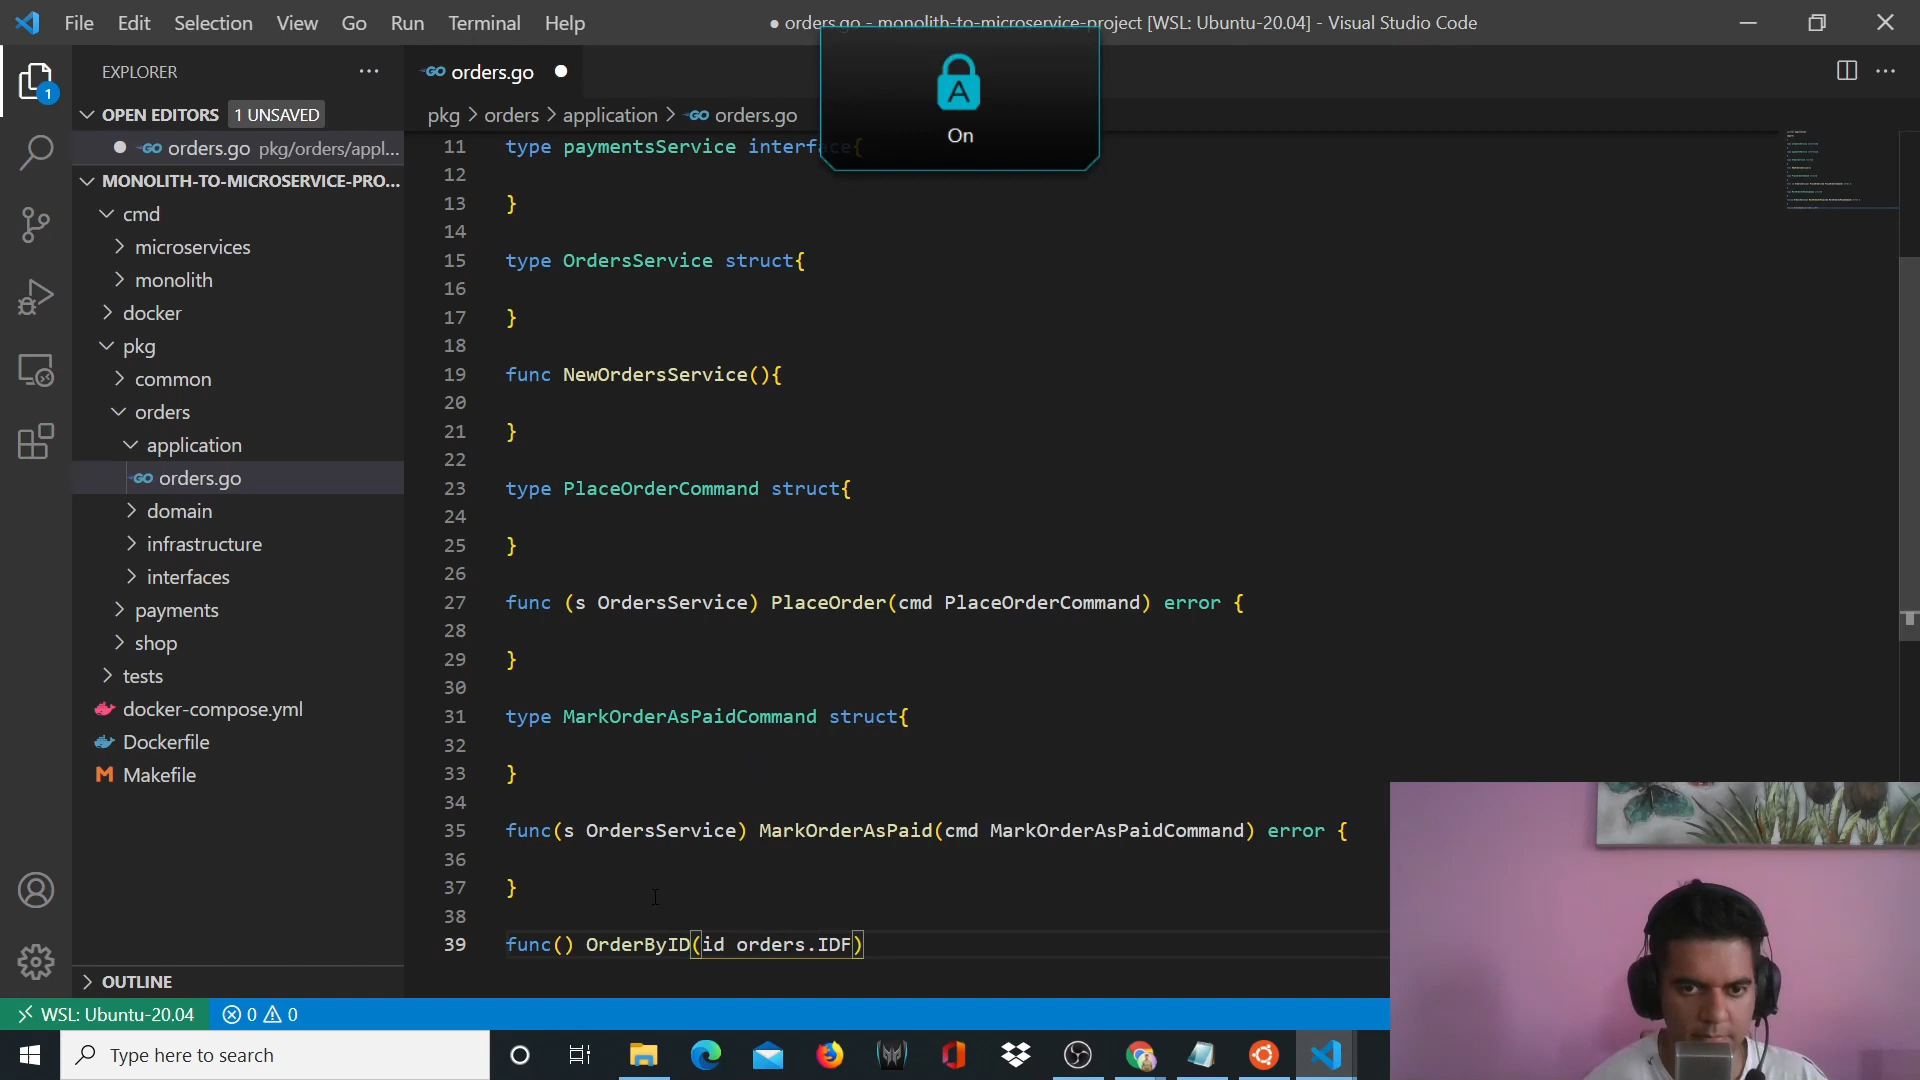 File Edit Selection View Go Run Terminal Help
● orders.go - monolith-to-microservice-project [WSL: Ubuntu-20.04] - Visual Studio Code
A
On
EXPLORER
OPEN EDITORS 1 UNSAVED
orders.go pkg/orders/appl...
MONOLITH-TO-MICROSERVICE-PRO...
cmd
microservices
monolith
docker
pkg
common
orders
application
orders.go
domain
infrastructure
interfaces
payments
shop
tests
docker-compose.yml
Dockerfile
M Makefile
OUTLINE
1
GO orders.go
pkg > orders > application > GO orders.go
11 type paymentsService interface{
12
13 }
14
15 type OrdersService struct{
16
17 }
18
19 func NewOrdersService(){
20
21 }
22
23 type PlaceOrderCommand struct{
24
25 }
26
27 func (s OrdersService) PlaceOrder(cmd PlaceOrderCommand) error {
28
29 }
30
31 type MarkOrderAsPaidCommand struct{
32
33 }
34
35 func(s OrdersService) MarkOrderAsPaid(cmd MarkOrderAsPaidCommand) error {
36
37 }
38
39 func() OrderByID(id orders.IDF)
WSL: Ubuntu-20.04 0 0
Type here to search